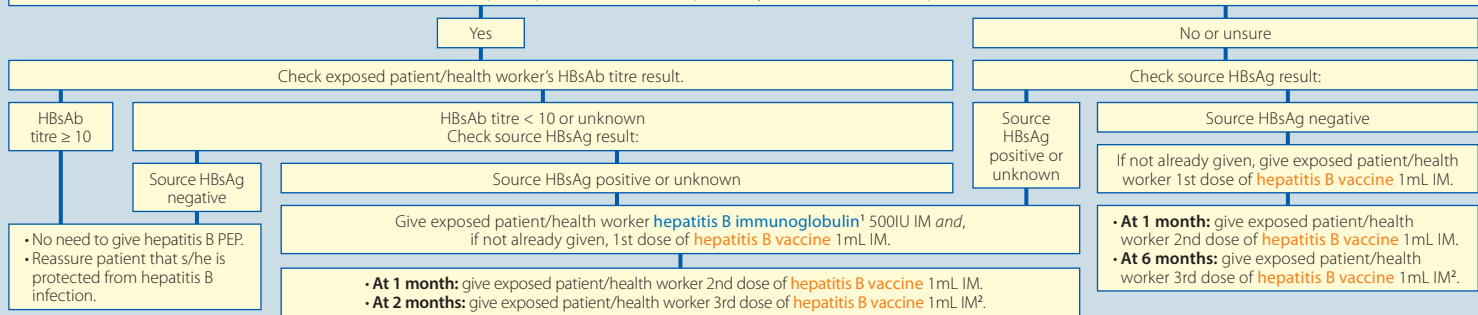 Yes
No or unsure
Check exposed patient/health worker's HBsAb titre result.
Check source HBsAg result:
HBsAb
titre ≥ 10
HBsAb titre < 10 or unknown
Check source HBsAg result:
Source
HBsAg
positive or
unknown
Source HBsAg negative
Source HBsAg
negative
Source HBsAg positive or unknown
If not already given, give exposed patient/health
worker 1st dose of hepatitis B vaccine 1mL IM.
• No need to give hepatitis B PEP.
• Reassure patient that s/he is
protected from hepatitis B
infection.
Give exposed patient/health worker hepatitis B immunoglobulin¹ 500IU IM and,
if not already given, 1st dose of hepatitis B vaccine 1mL IM.
• At 1 month: give exposed patient/health worker 2nd dose of hepatitis B vaccine 1mL IM.
• At 2 months: give exposed patient/health worker 3rd dose of hepatitis B vaccine 1mL IM².
• At 1 month: give exposed patient/health
worker 2nd dose of hepatitis B vaccine 1mL IM.
• At 6 months: give exposed patient/health
worker 3rd dose of hepatitis B vaccine 1mL IM².